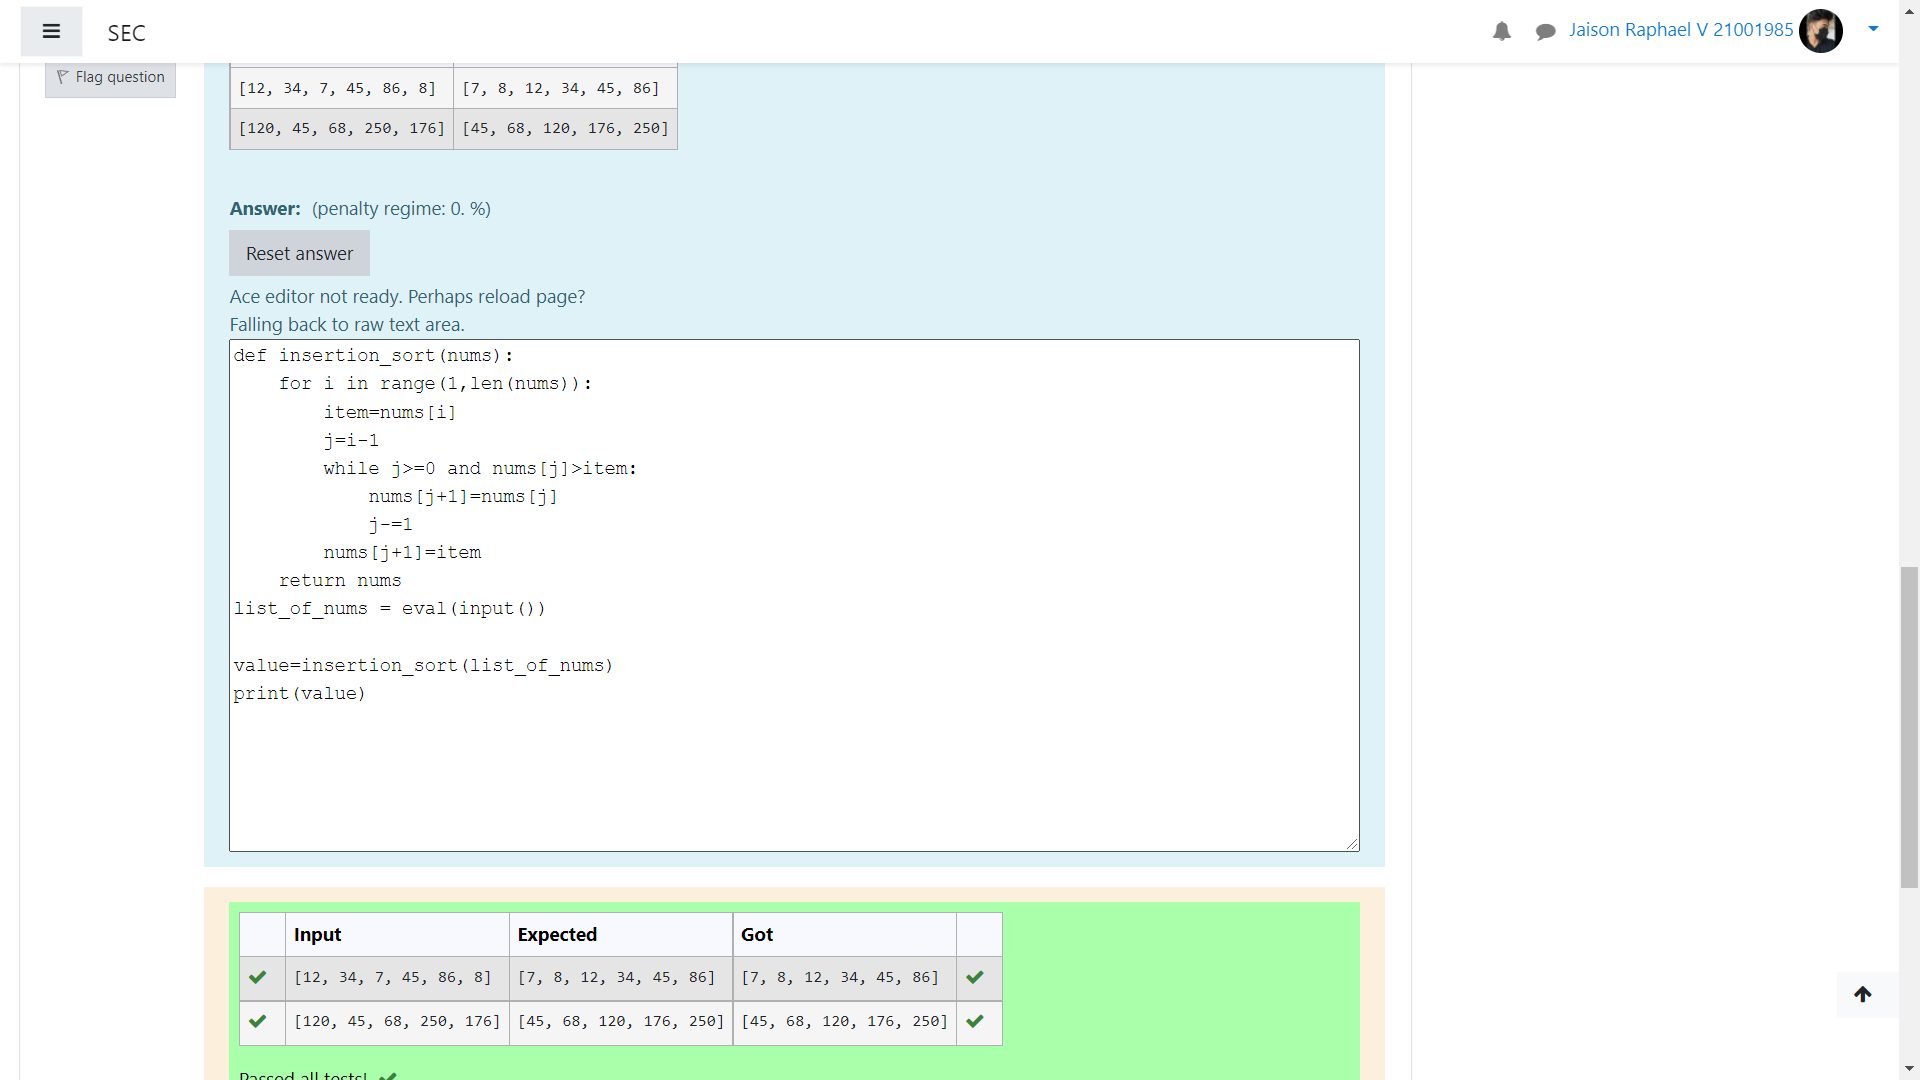 SEC
Jaison Raphael V 21001985
Flag question
[12, 34, 7, 45, 86, 8] [7, 8, 12, 34, 45, 86]
[120, 45, 68, 250, 176] [45, 68, 120, 176, 250]
Answer: (penalty regime: 0. %)
Reset answer
Ace editor not ready. Perhaps reload page?
Falling back to raw text area.
def insertion_sort(nums):
    for i in range(1,len(nums)):
        item=nums[i]
        j=i-1
        while j>=0 and nums[j]>item:
            nums[j+1]=nums[j]
            j-=1
        nums[j+1]=item
    return nums
list_of_nums = eval(input())
value=insertion_sort(list_of_nums)
print(value)
Input Expected Got
[12, 34, 7, 45, 86, 8] [7, 8, 12, 34, 45, 86] [7, 8, 12, 34, 45, 86]
[120, 45, 68, 250, 176] [45, 68, 120, 176, 250] [45, 68, 120, 176, 250]
Passed all tests!